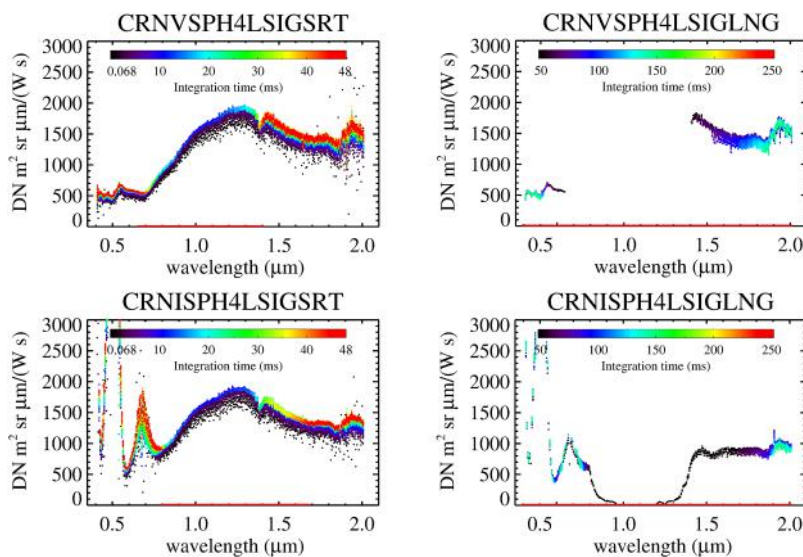 CRNVSPH4LSIGSRT
3000
2500
2000
1500
1000
500
0
0.068 10 20 30 40 48
Integration time (ms)
DN m² sr μm/(W s)
0.5 1.0 1.5 2.0
wavelength (μm)
CRNVSPH4LSIGLNG
3000
2500
2000
1500
1000
500
0
50 100 150 200 250
Integration time (ms)
DN m² sr μm/(W s)
0.5 1.0 1.5 2.0
wavelength (μm)
CRNISPH4LSIGSRT
3000
2500
2000
1500
1000
500
0
0.068 10 20 30 40 48
Integration time (ms)
DN m² sr μm/(W s)
0.5 1.0 1.5 2.0
wavelength (μm)
CRNISPH4LSIGLNG
3000
2500
2000
1500
1000
500
0
50 100 150 200 250
Integration time (ms)
DN m² sr μm/(W s)
0.5 1.0 1.5 2.0
wavelength (μm)